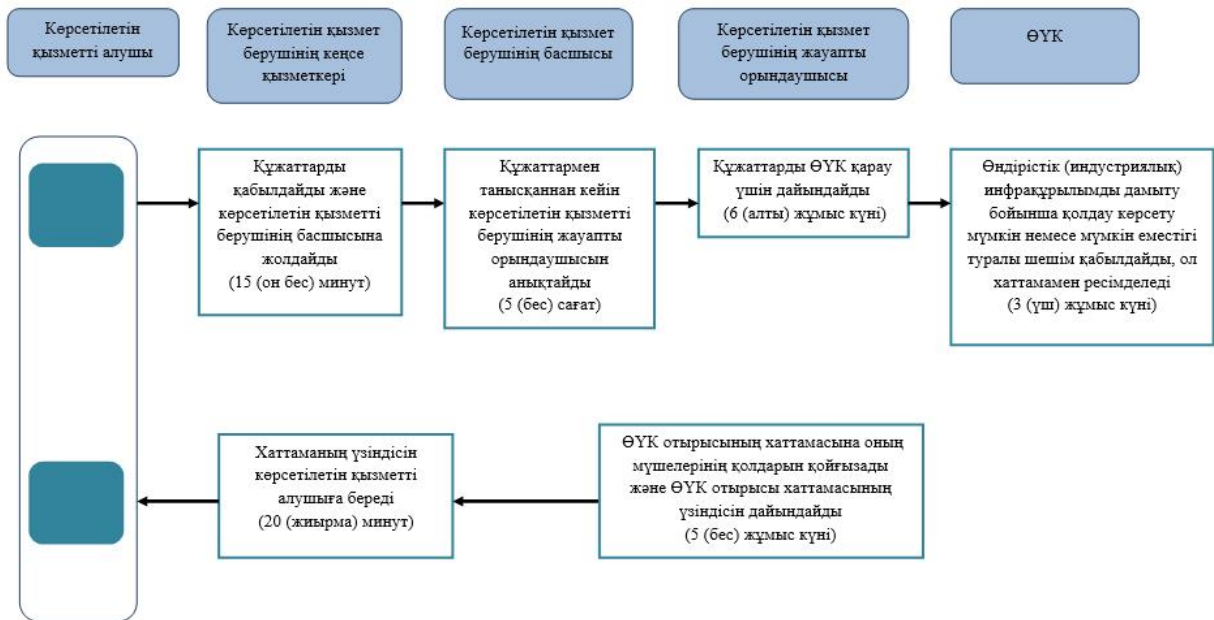 Көрсетілетін
қызметті алушы
Көрсетілетін қызмет
берушінің кеңсе
қызметкері
Көрсетілетін қызмет
берушінің басшысы
Көрсетілетін қызмет
берушінің жауапты
орындаушысы
ӨҮК
Құжаттарды
қабылдайды және
көрсетілетін қызметті
берушінің басшысына
жолдайды
(15 (он бес) минут)
Құжаттармен
танысқаннан кейін
көрсетілетін қызметті
берушінің жауапты
орындаушысын
анықтайды
(5 (бес) сағат)
Құжаттарды ӨҮК қарау
үшін дайындайды
(6 (алты) жұмыс күні)
Өндірістік (индустриялық)
инфрақұрылымды дамыту
бойынша қолдау көрсету
мүмкін немесе мүмкін еместігі
туралы шешім қабылдайды, ол
хаттамамен ресімделеді
(3 (үш) жұмыс күні)
Хаттаманың үзіндісін
көрсетілетін қызметті
алушыға береді
(20 (жиырма) минут)
ӨҮК отырысының хаттамасына оның
мүшелерінің қолдарын қойғызады
және ӨҮК отырысы хаттамасының
үзіндісін дайындайды
(5 (бес) жұмыс күні)